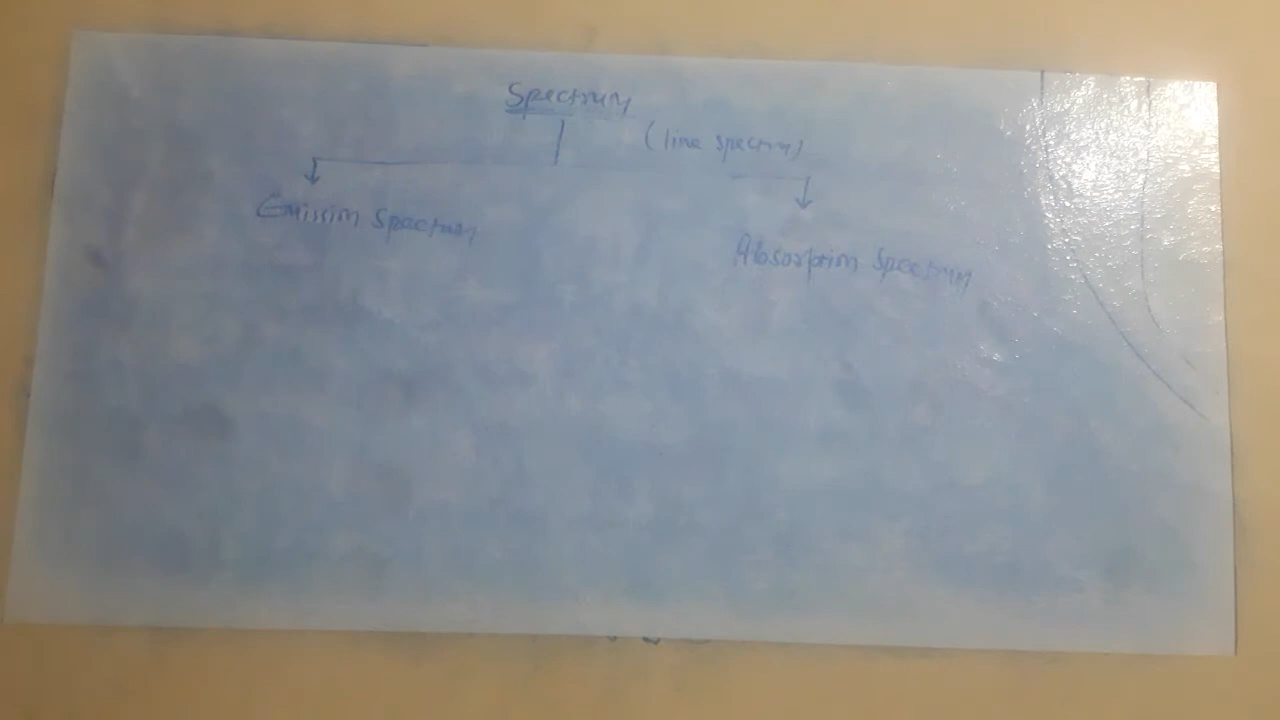 Spectrum
(line spectrum)
Emission Spectrum
Absorption Spectrum